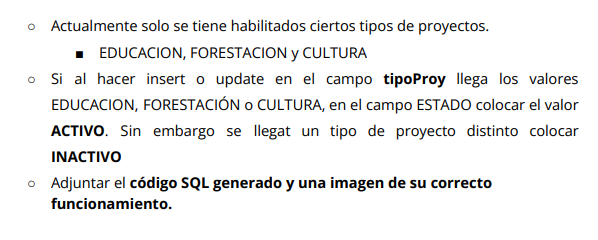 ○ Actualmente solo se tiene habilitados ciertos tipos de proyectos.
■ EDUCACION, FORESTACION y CULTURA
○ Si al hacer insert o update en el campo tipoProy llega los valores
EDUCACION, FORESTACIÓN o CULTURA, en el campo ESTADO colocar el valor
ACTIVO. Sin embargo se llegat un tipo de proyecto distinto colocar
INACTIVO
○ Adjuntar el código SQL generado y una imagen de su correcto
funcionamiento.